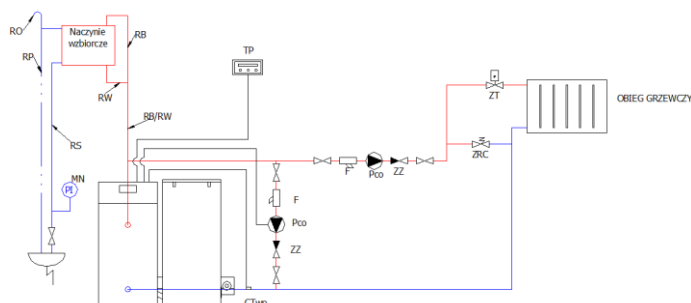 RO
RP
Naczynie
wzbiorcze
RB
RW
RB/RW
TP
RS
MN
PI
ZT
OBIEG GRZEWCZY
ZRC
F
Pco
ZZ
F
Pco
ZZ